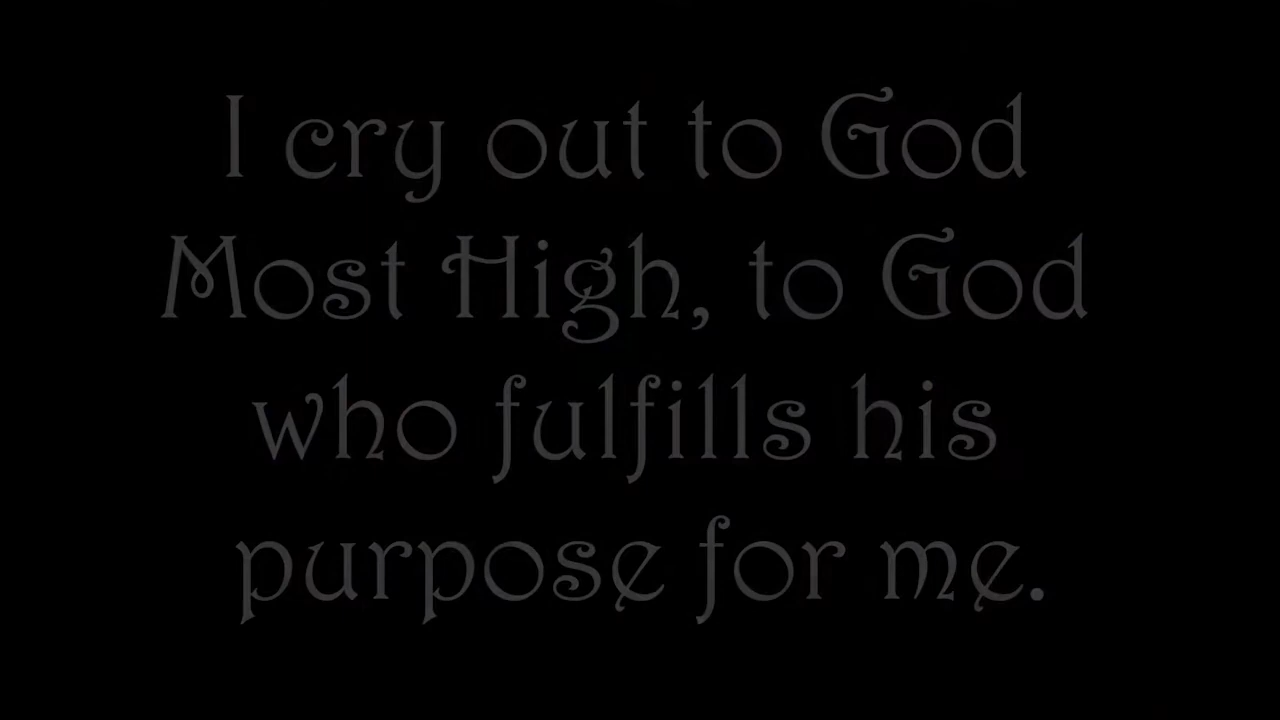 I cry out to God
Most High, to God
who fulfills his
purpose for me.